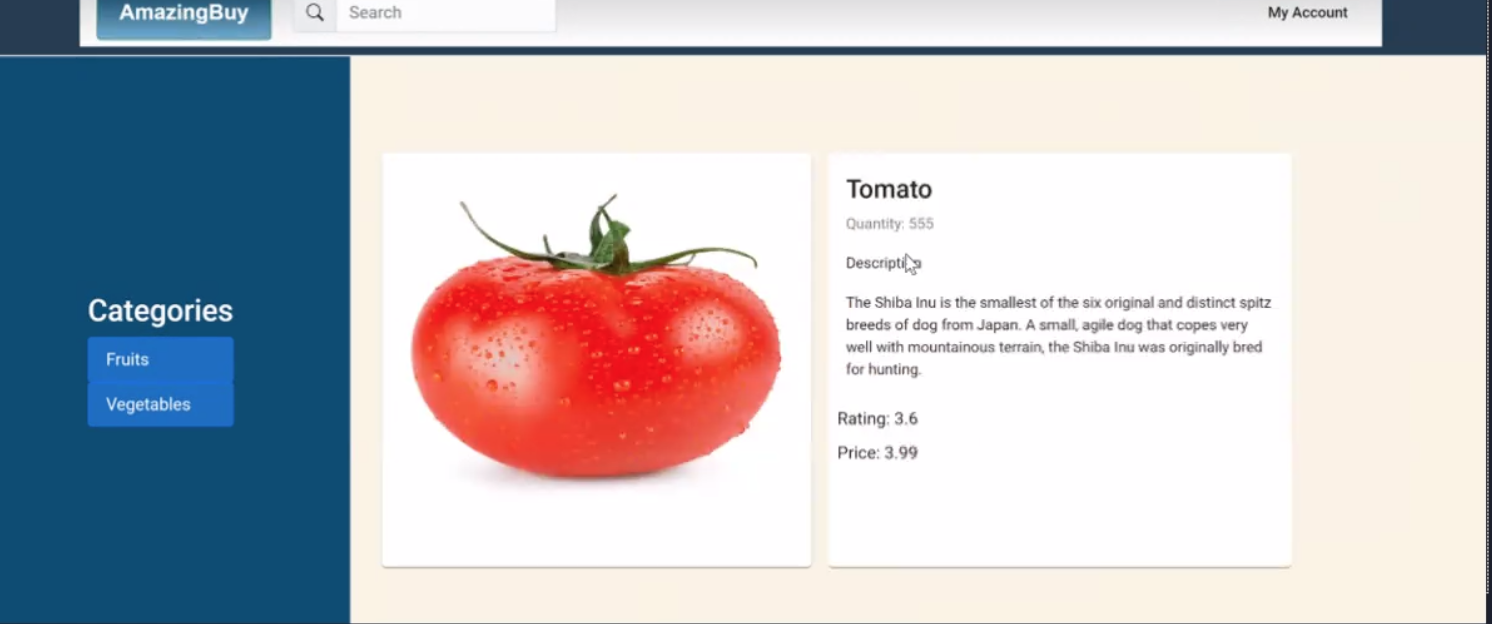 AmazingBuy
Search
My Account
Categories
Fruits
Vegetables
Tomato
Quantity: 555
The Shiba Inu is the smallest of the six original and distinct spitz
breeds of dog from Japan. A small, agile dog that copes very
well with mountainous terrain, the Shiba Inu was originally bred
for hunting.
Rating: 3.6
Price: 3.99